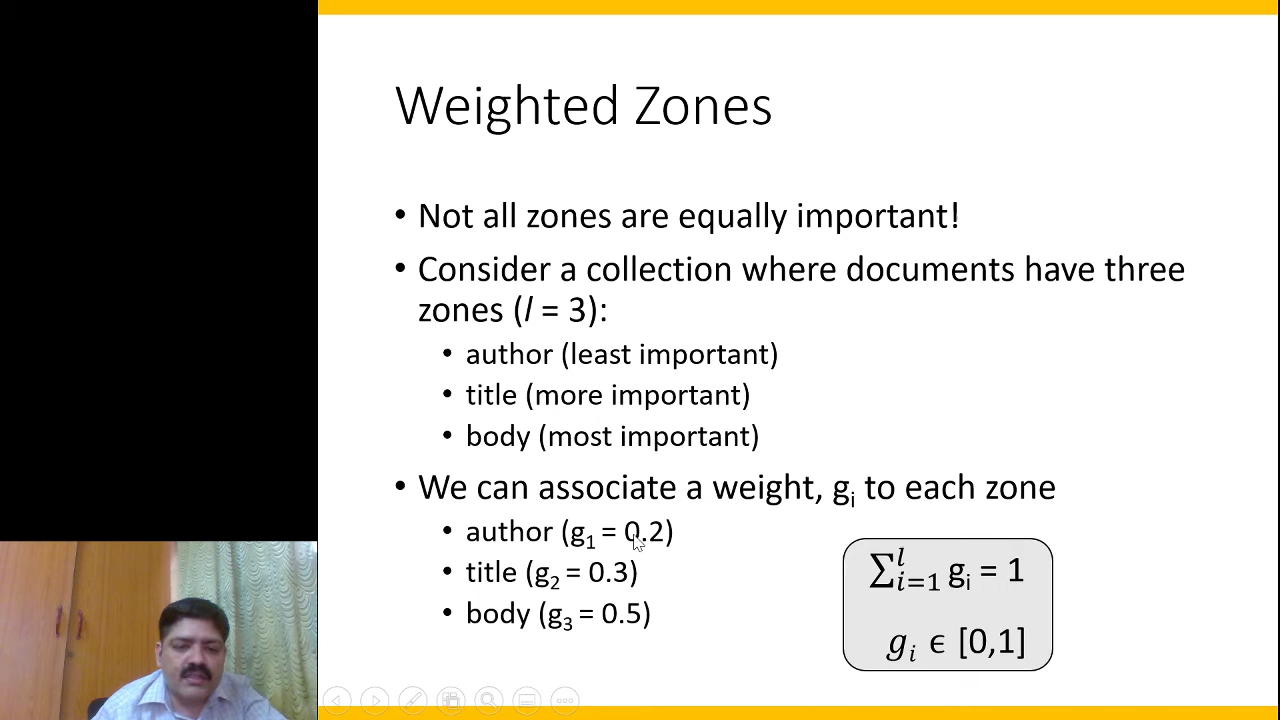 Weighted Zones
• Not all zones are equally important!
• Consider a collection where documents have three
zones (l = 3):
• author (least important)
• title (more important)
• body (most important)
• We can associate a weight, gᵢ to each zone
• author (g₁ = 0.2)
• title (g₂ = 0.3)
• body (g₃ = 0.5)
∑ˡᵢ₌₁ gᵢ = 1
gᵢ ϵ [0,1]